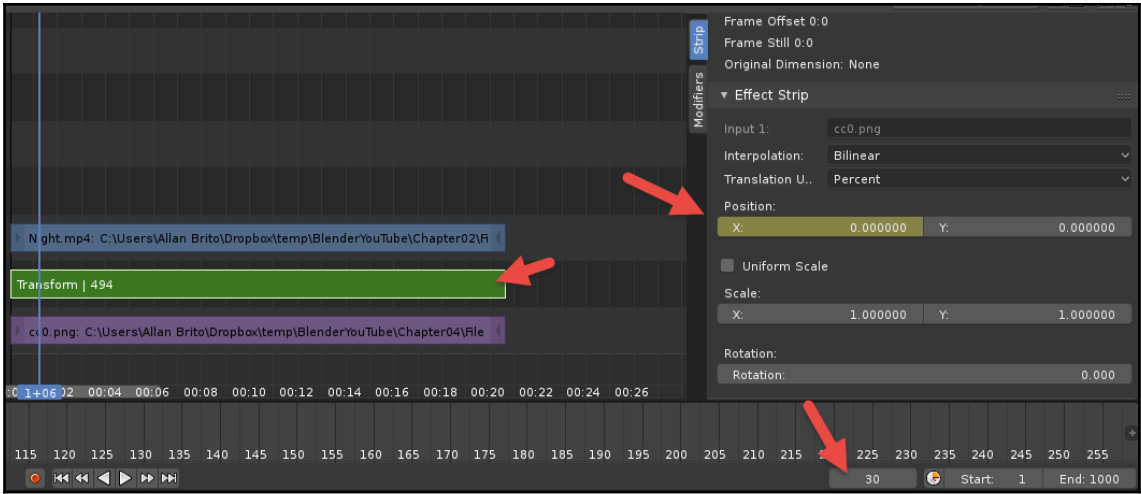 Frame Offset 0:0
Frame Still 0:0
Original Dimension: None
Strip
Modifiers
Effect Strip
Input 1: cc0.png
Interpolation: Bilinear
Translation U.. Percent
Position:
X: 0.000000 Y: 0.000000
Uniform Scale
Scale:
X: 1.000000 Y: 1.000000
Rotation:
Rotation: 0.000
Night.mp4: C:\Users\Allan Brito\Dropbox\temp\BlenderYouTube\Chapter02\Fi
Transform | 494
cc0.png: C:\Users\Allan Brito\Dropbox\temp\BlenderYouTube\Chapter04\File
1+06 02 00:04 00:06 00:08 00:10 00:12 00:14 00:16 00:18 00:20 00:22 00:24 00:26
115 120 125 130 135 140 145 150 155 160 165 170 175 180 185 190 195 200 205 210 215 225 230 235 240 245 250 255
30 Start: 1 End: 1000